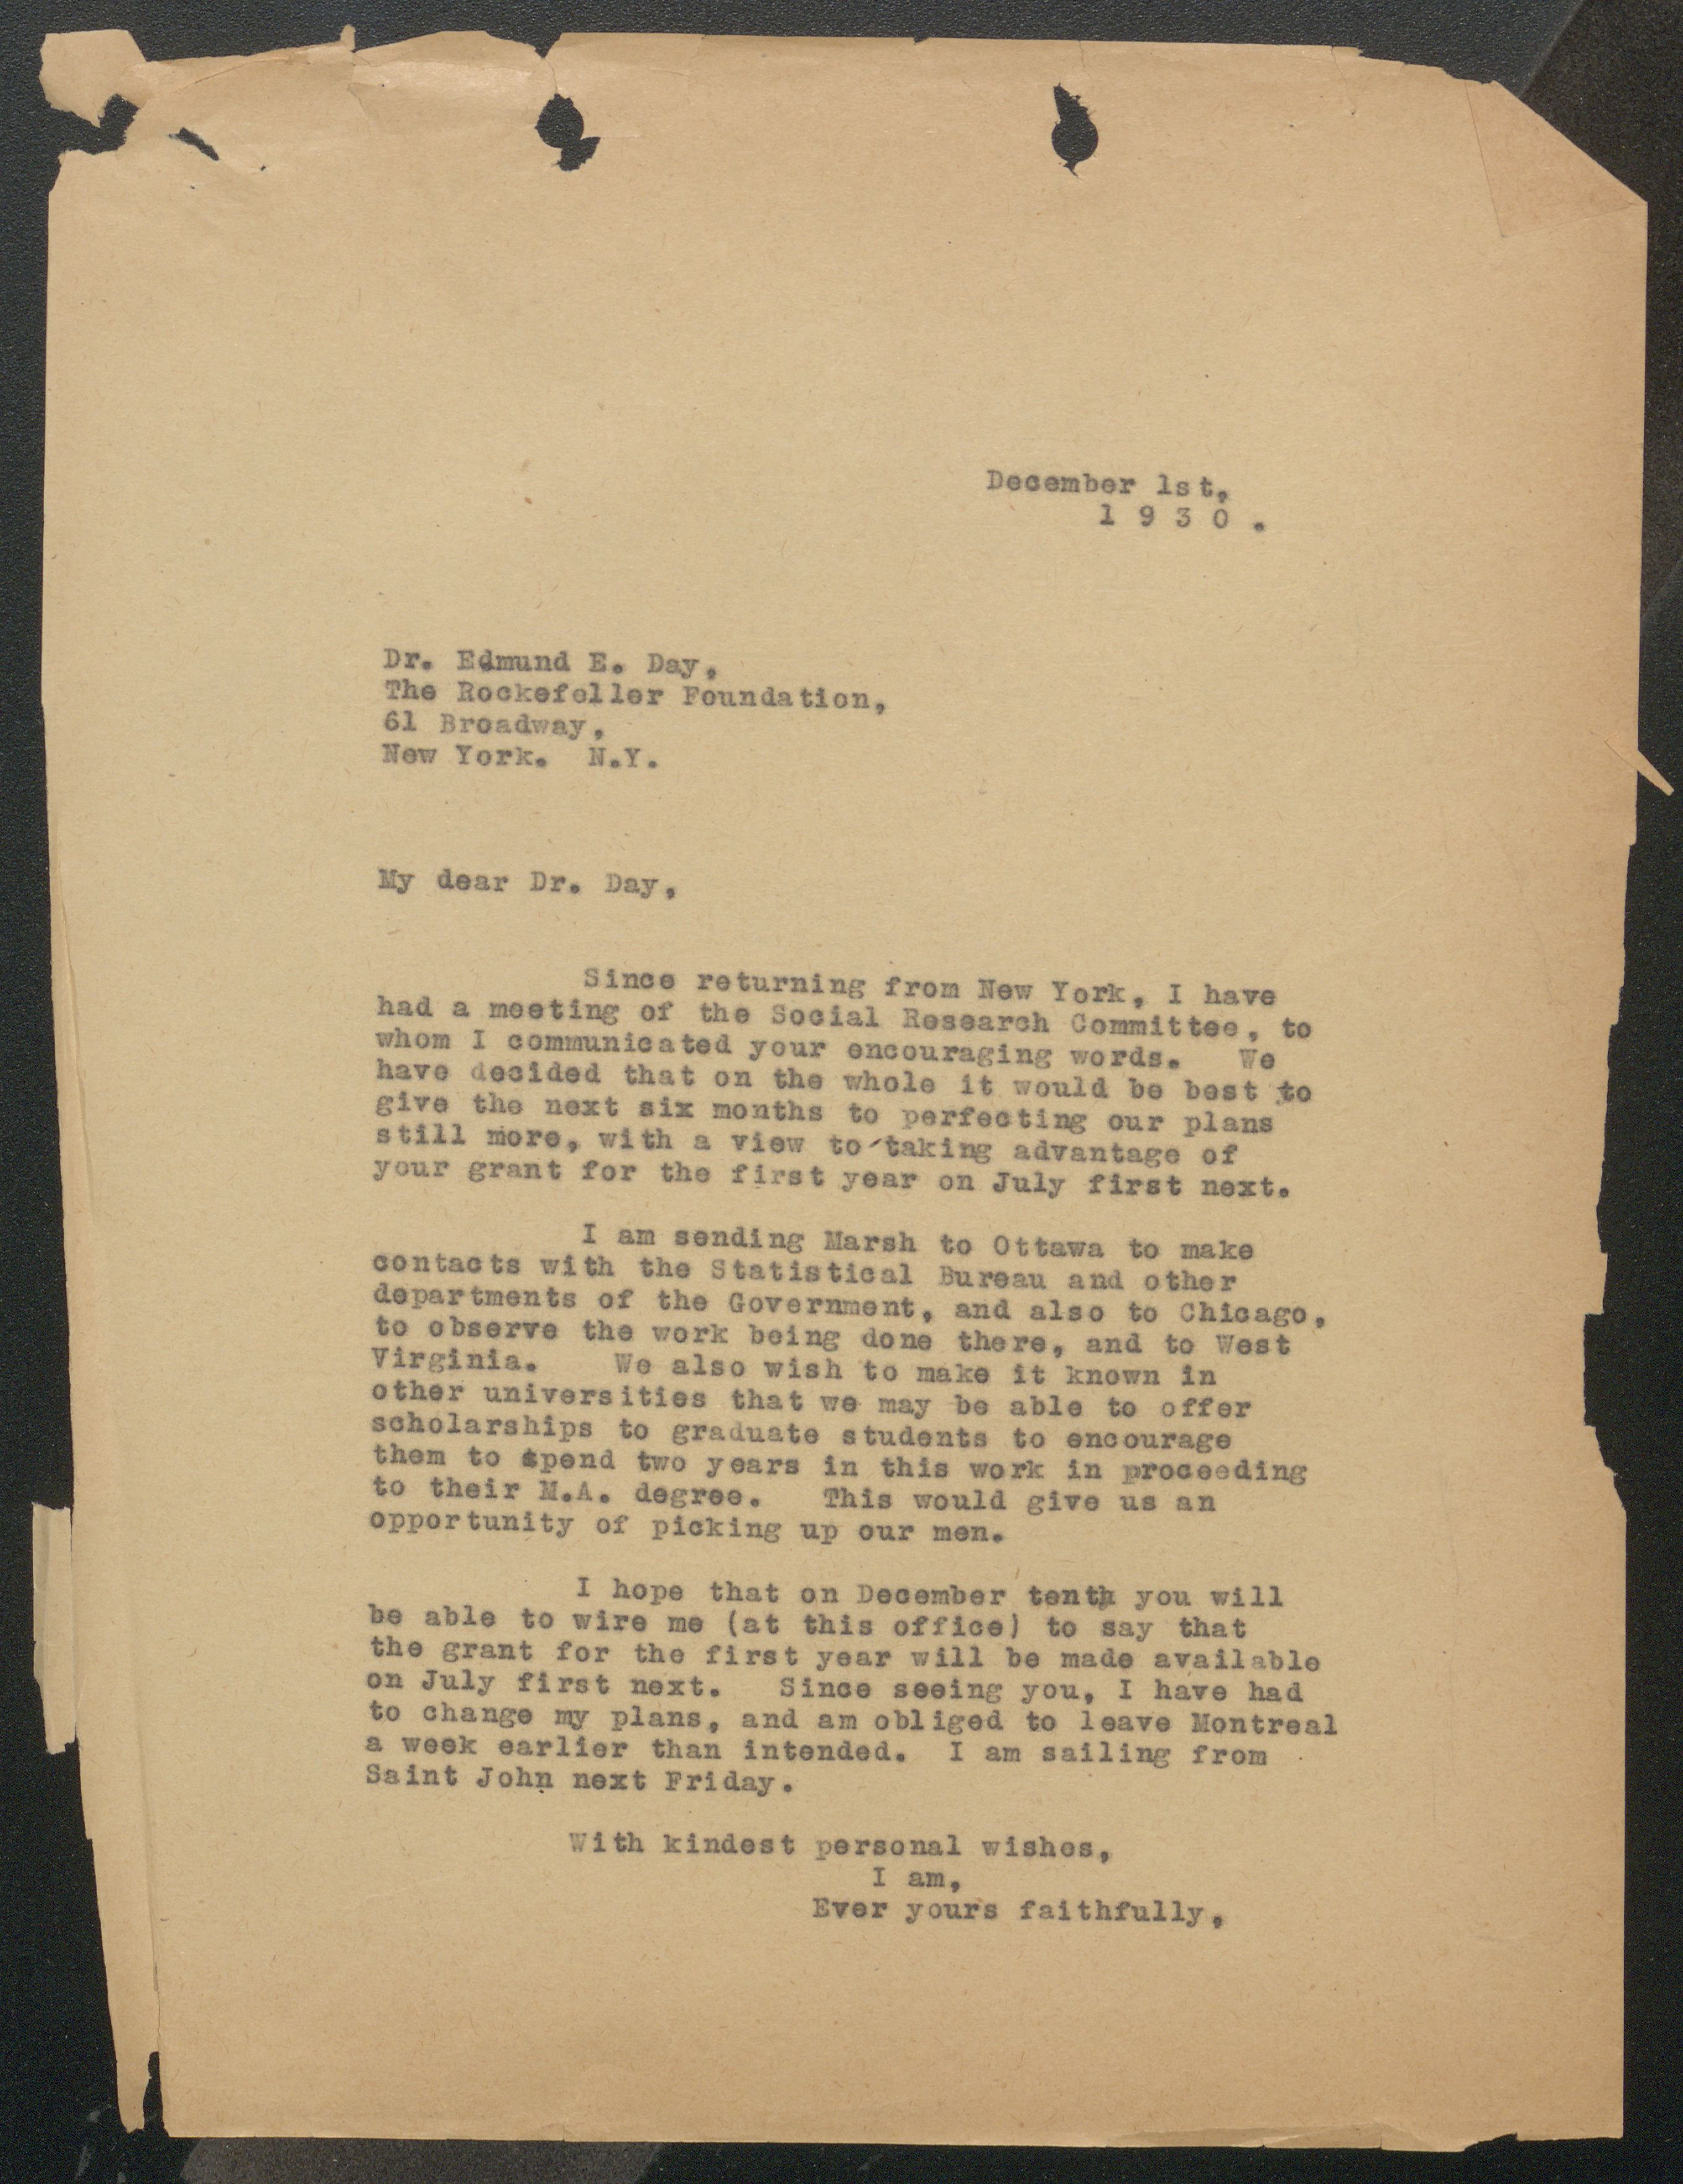 December 1st,
1 9 3 0 .
Dr. Edmund E. Day,
The Rockefeller Foundation,
61 Broadway,
New York. N.Y.
My dear Dr. Day,
Since returning from New York, I have
had a meeting of the Social Research Committee, to
whom I communicated your encouraging words. We
have decided that on the whole it would be best to
give the next six months to perfecting our plans
still more, with a view to taking advantage of
your grant for the first year on July first next.
I am sending Marsh to Ottawa to make
contacts with the Statistical Bureau and other
departments of the Government, and also to Chicago,
to observe the work being done there, and to West
Virginia. We also wish to make it known in
other universities that we may be able to offer
scholarships to graduate students to encourage
them to spend two years in this work in proceeding
to their M.A. degree. This would give us an
opportunity of picking up our men.
I hope that on December tenth you will
be able to wire me (at this office) to say that
the grant for the first year will be made available
on July first next. Since seeing you, I have had
to change my plans, and am obliged to leave Montreal
a week earlier than intended. I am sailing from
Saint John next Friday.
With kindest personal wishes,
I am,
Ever yours faithfully,